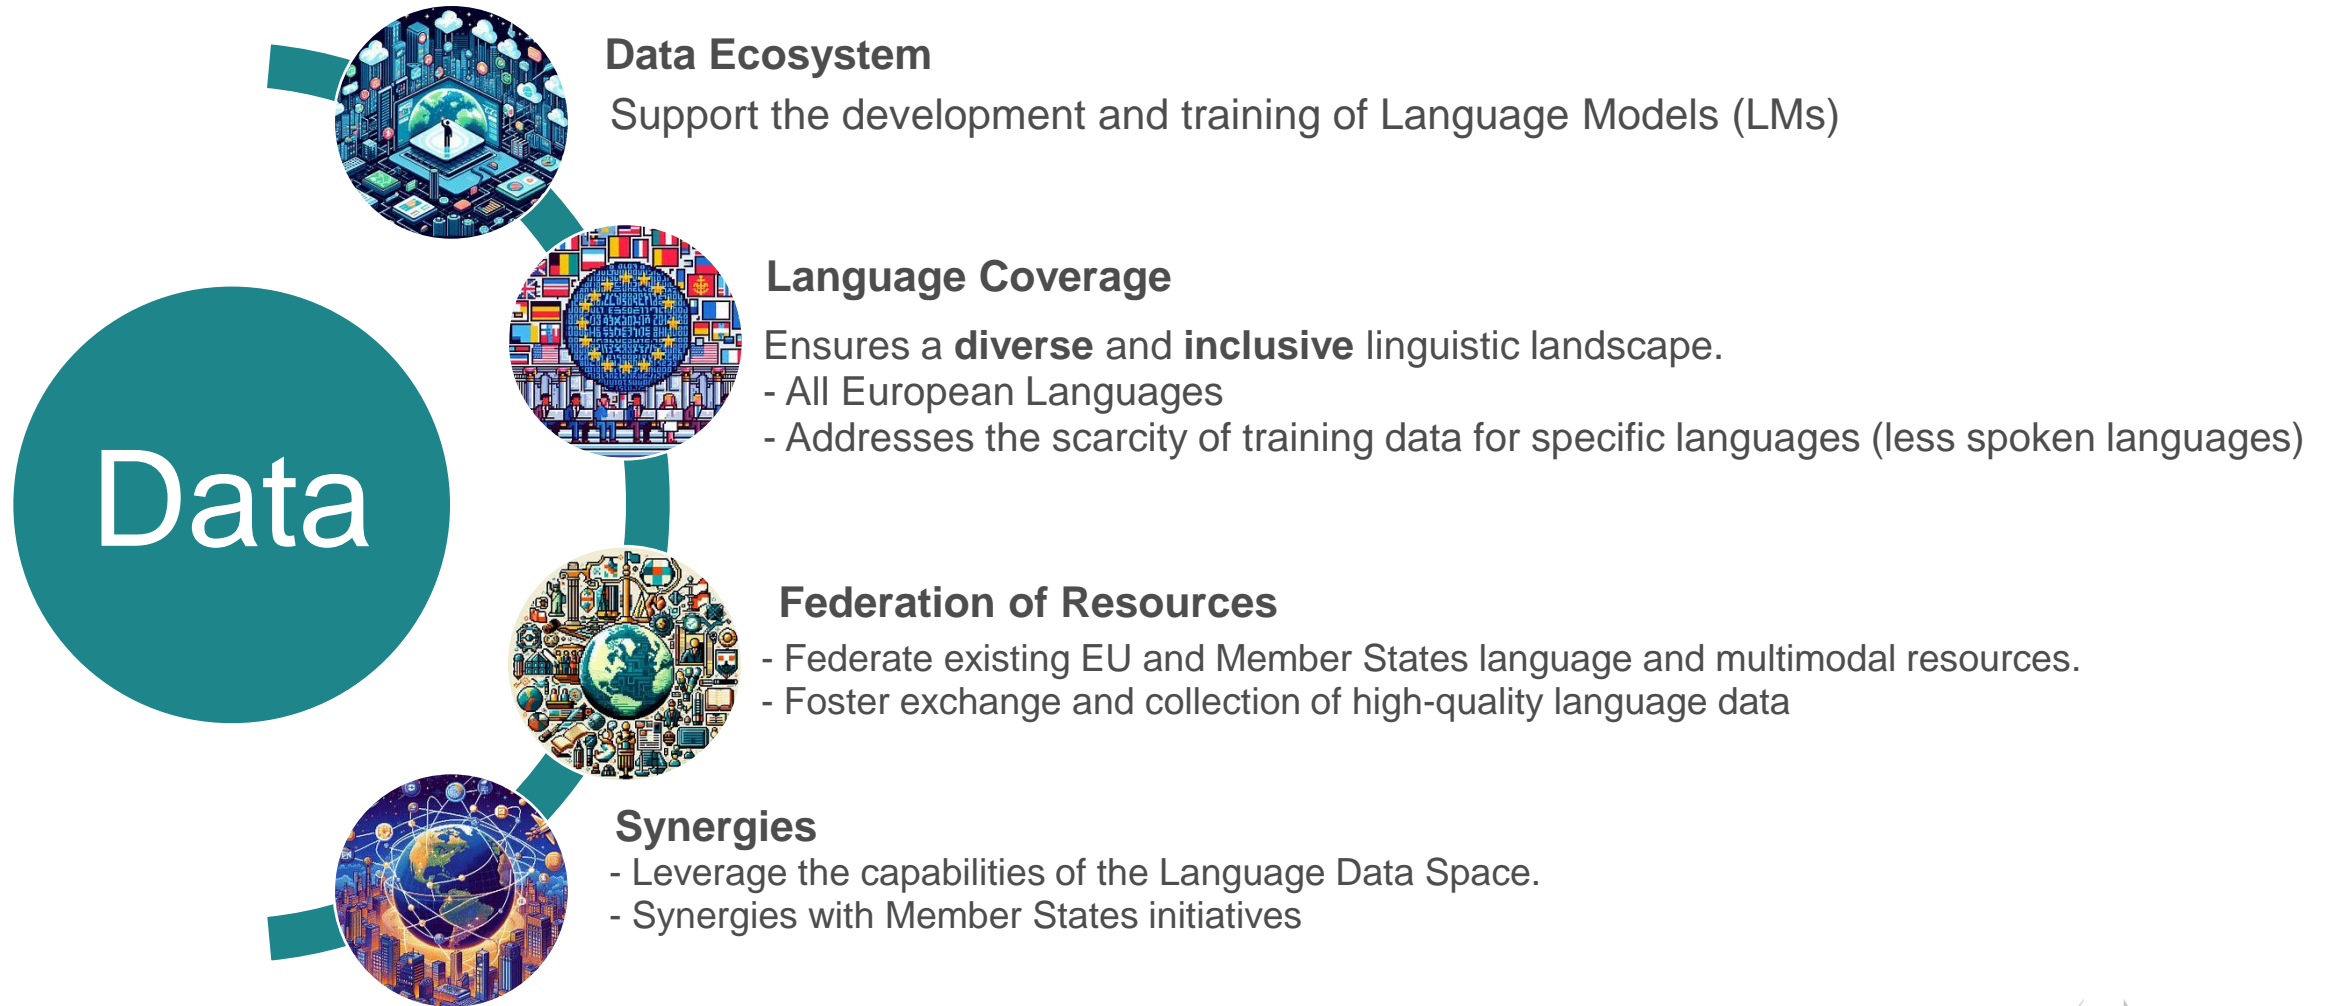 Data
Data Ecosystem
Support the development and training of Language Models (LMs)
Language Coverage
Ensures a diverse and inclusive linguistic landscape.
- All European Languages
- Addresses the scarcity of training data for specific languages (less spoken languages)
Federation of Resources
- Federate existing EU and Member States language and multimodal resources.
- Foster exchange and collection of high-quality language data
Synergies
- Leverage the capabilities of the Language Data Space.
- Synergies with Member States initiatives